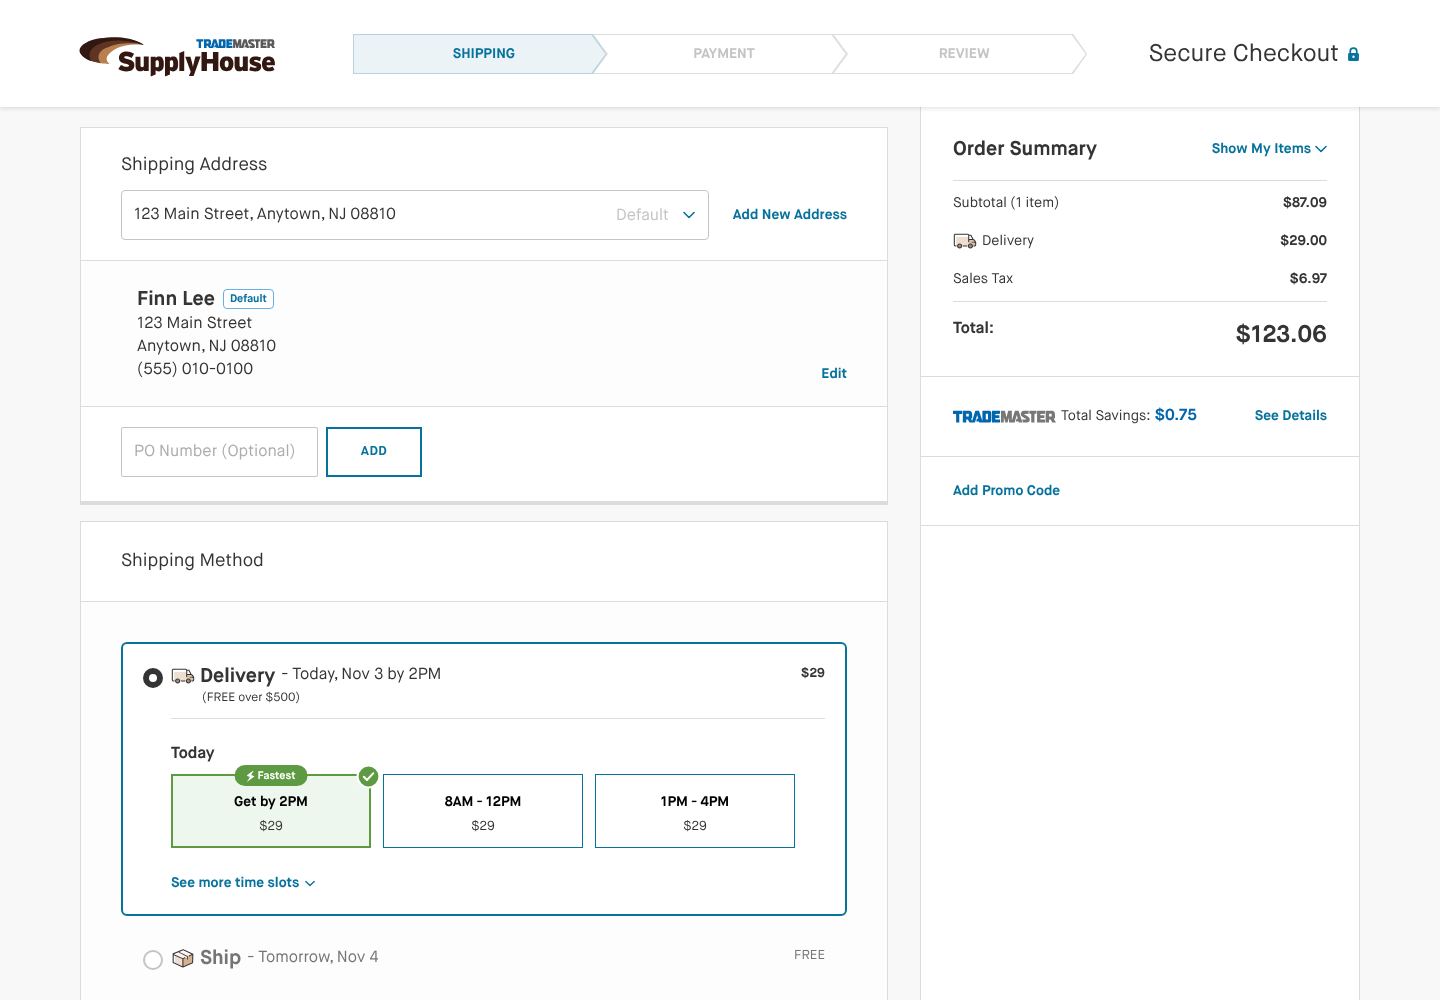 TRADEMASTER
SupplyHouse
SHIPPING
PAYMENT
REVIEW
Secure Checkout
Shipping Address
123 Main Street, Anytown, NJ 08810 Default
Add New Address
Finn Lee Default
123 Main Street
Anytown, NJ 08810
(555) 010-0100
Edit
PO Number (Optional)
ADD
Shipping Method
Delivery - Today, Nov 3 by 2PM $29
(FREE over $500)
Today
Fastest
Get by 2PM
$29
8AM - 12PM
$29
1PM - 4PM
$29
See more time slots
Ship - Tomorrow, Nov 4 FREE
Order Summary Show My Items
Subtotal (1 item) $87.09
Delivery $29.00
Sales Tax $6.97
Total: $123.06
TRADEMASTER Total Savings: $0.75 See Details
Add Promo Code